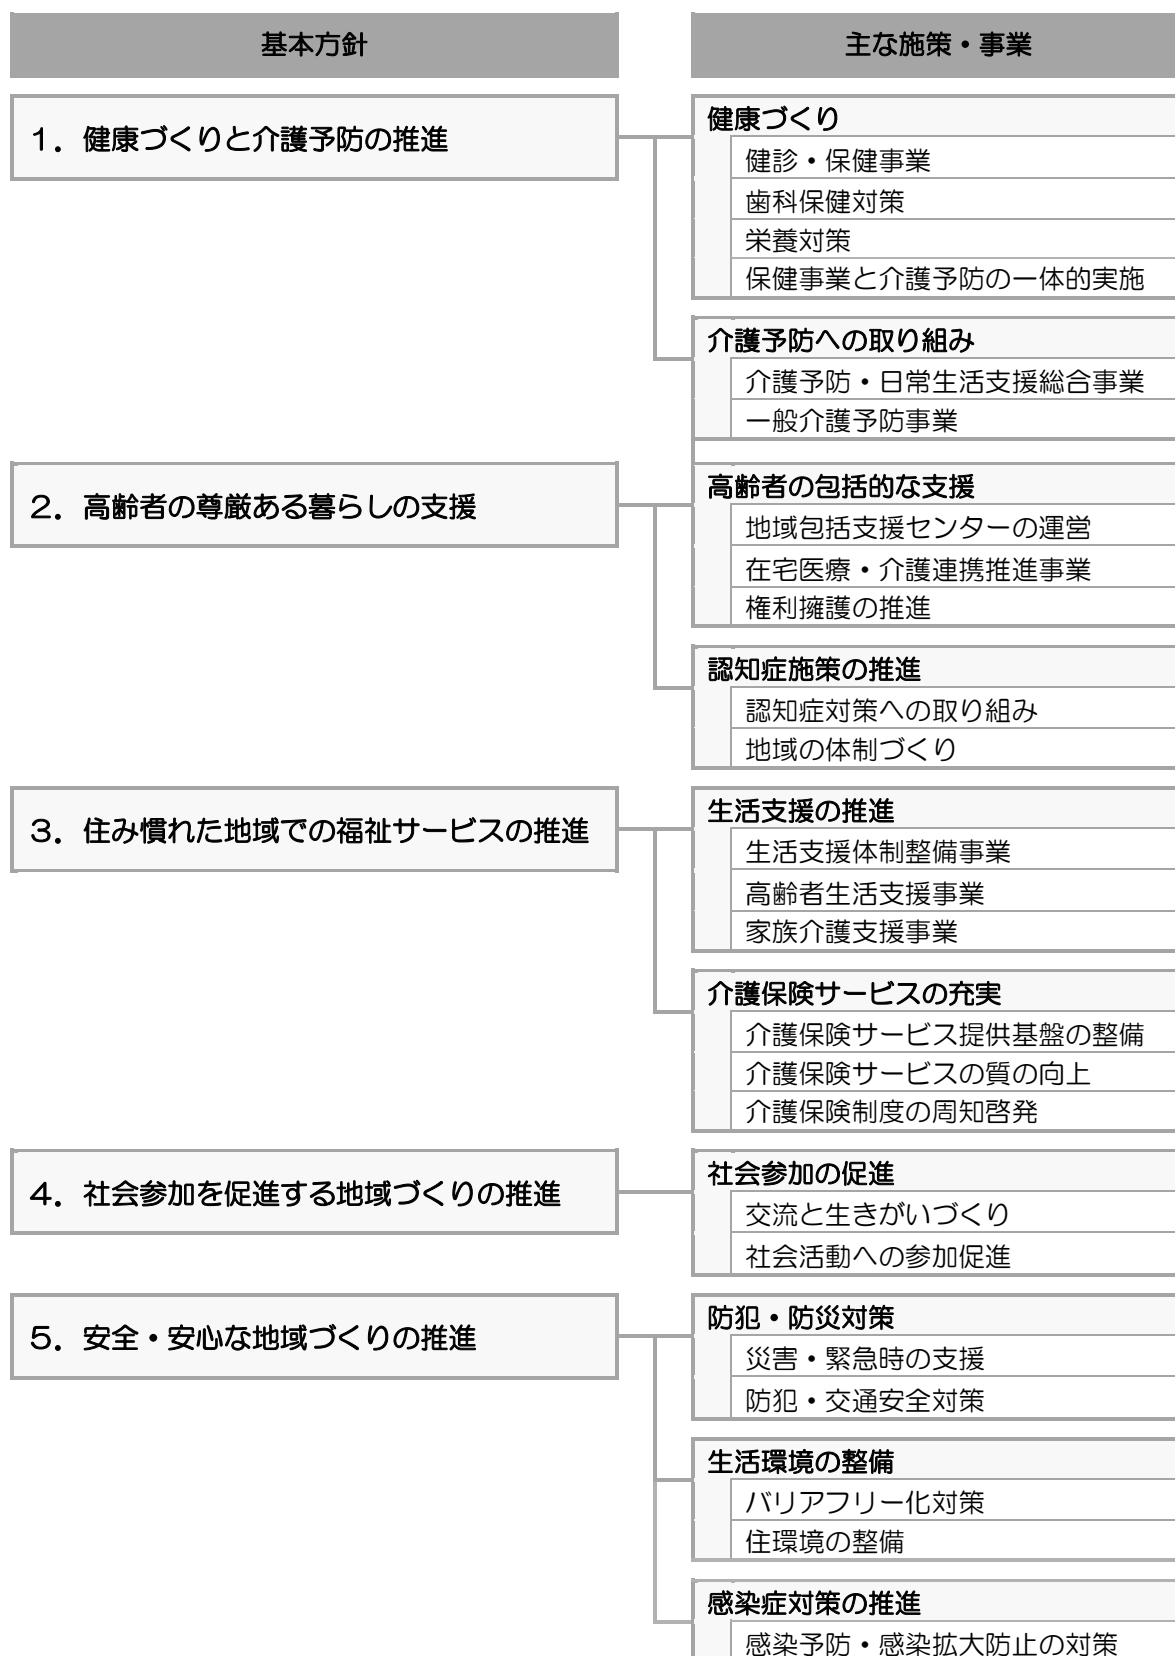 基本方針
主な施策・事業
１．健康づくりと介護予防の推進
健康づくり
健診・保健事業
歯科保健対策
栄養対策
保健事業と介護予防の一体的実施
介護予防への取り組み
介護予防・日常生活支援総合事業
一般介護予防事業
２．高齢者の尊厳ある暮らしの支援
高齢者の包括的な支援
地域包括支援センターの運営
在宅医療・介護連携推進事業
権利擁護の推進
認知症施策の推進
認知症対策への取り組み
地域の体制づくり
３．住み慣れた地域での福祉サービスの推進
生活支援の推進
生活支援体制整備事業
高齢者生活支援事業
家族介護支援事業
介護保険サービスの充実
介護保険サービス提供基盤の整備
介護保険サービスの質の向上
介護保険制度の周知啓発
４．社会参加を促進する地域づくりの推進
社会参加の促進
交流と生きがいづくり
社会活動への参加促進
５．安全・安心な地域づくりの推進
防犯・防災対策
災害・緊急時の支援
防犯・交通安全対策
生活環境の整備
バリアフリー化対策
住環境の整備
感染症対策の推進
感染予防・感染拡大防止の対策